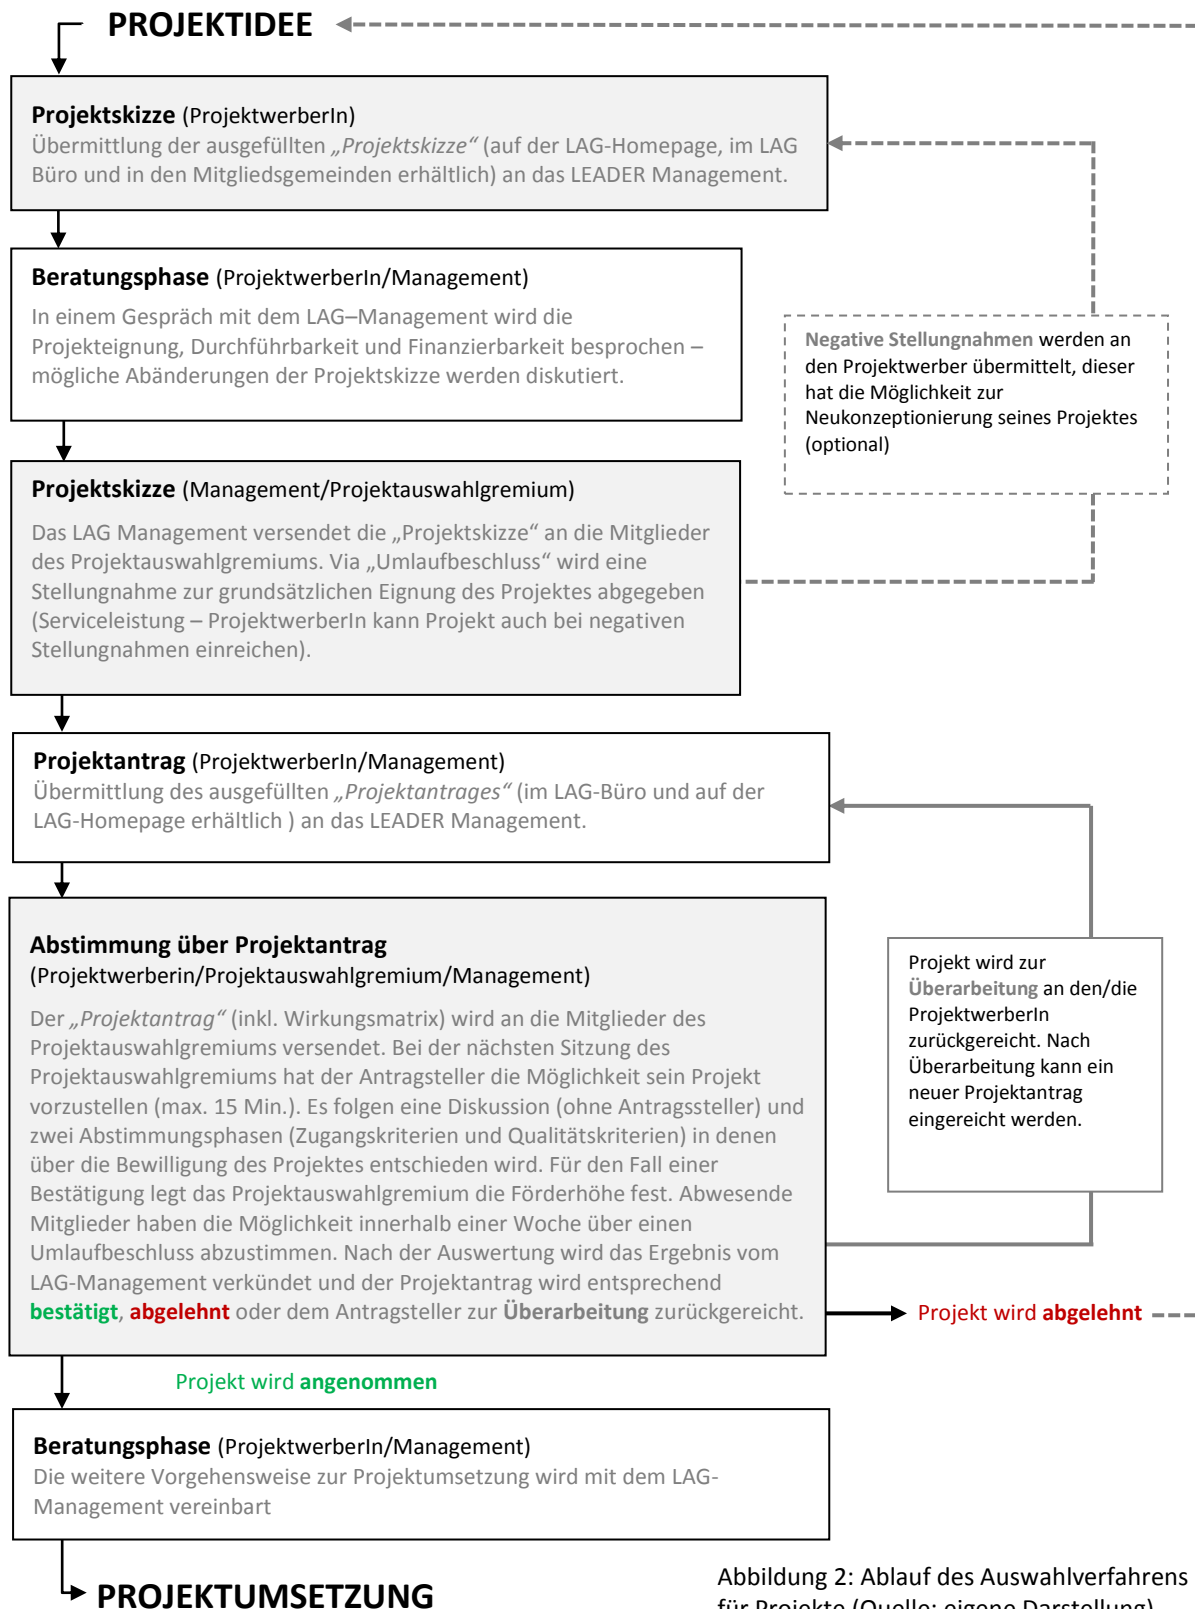 PROJEKTIDEE
Projektskizze (ProjektwerberIn)
Übermittlung der ausgefüllten „Projektskizze“ (auf der LAG-Homepage, im LAG
Büro und in den Mitgliedsgemeinden erhältlich) an das LEADER Management.
Beratungsphase (ProjektwerberIn/Management)
In einem Gespräch mit dem LAG–Management wird die
Projekteignung, Durchführbarkeit und Finanzierbarkeit besprochen –
mögliche Abänderungen der Projektskizze werden diskutiert.
Negative Stellungnahmen werden an
den Projektwerber übermittelt, dieser
hat die Möglichkeit zur
Neukonzeptionierung seines Projektes
(optional)
Projektskizze (Management/Projektauswahlgremium)
Das LAG Management versendet die „Projektskizze“ an die Mitglieder
des Projektauswahlgremiums. Via „Umlaufbeschluss“ wird eine
Stellungnahme zur grundsätzlichen Eignung des Projektes abgegeben
(Serviceleistung – ProjektwerberIn kann Projekt auch bei negativen
Stellungnahmen einreichen).
Projektantrag (ProjektwerberIn/Management)
Übermittlung des ausgefüllten „Projektantrages“ (im LAG-Büro und auf der
LAG-Homepage erhältlich ) an das LEADER Management.
Abstimmung über Projektantrag
(Projektwerberin/Projektauswahlgremium/Management)
Der „Projektantrag“ (inkl. Wirkungsmatrix) wird an die Mitglieder des
Projektauswahlgremiums versendet. Bei der nächsten Sitzung des
Projektauswahlgremiums hat der Antragsteller die Möglichkeit sein Projekt
vorzustellen (max. 15 Min.). Es folgen eine Diskussion (ohne Antragssteller) und
zwei Abstimmungsphasen (Zugangskriterien und Qualitätskriterien) in denen
über die Bewilligung des Projektes entschieden wird. Für den Fall einer
Bestätigung legt das Projektauswahlgremium die Förderhöhe fest. Abwesende
Mitglieder haben die Möglichkeit innerhalb einer Woche über einen
Umlaufbeschluss abzustimmen. Nach der Auswertung wird das Ergebnis vom
LAG-Management verkündet und der Projektantrag wird entsprechend
bestätigt, abgelehnt oder dem Antragsteller zur Überarbeitung zurückgereicht.
Projekt wird zur
Überarbeitung an den/die
ProjektwerberIn
zurückgereicht. Nach
Überarbeitung kann ein
neuer Projektantrag
eingereicht werden.
Projekt wird abgelehnt
Projekt wird angenommen
Beratungsphase (ProjektwerberIn/Management)
Die weitere Vorgehensweise zur Projektumsetzung wird mit dem LAG-
Management vereinbart
PROJEKTUMSETZUNG
Abbildung 2: Ablauf des Auswahlverfahrens
für Projekte (Quelle: eigene Darstellung)